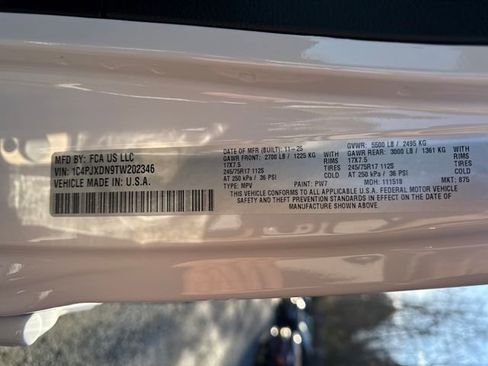 MFD BY: FCA US LLC
VIN: 1C4PJXDN9TW202346
VEHICLE MADE IN: U.S.A.
DATE OF MFR (BUILT): 11-25 GVWR: 5500 LB / 2495 KG
GAWR FRONT: 2700 LB / 1225 KG GAWR REAR: 3000 LB / 1361 KG
17X7.5 TIRES 17X7.5 TIRES
245/75R17 112S 245/75R17 112S
AT 250 kPa / 36 PSI COLD AT 250 kPa / 36 PSI COLD
TYPE: MPV PAINT: PW7 MDH: 111518 MKT: 875
THIS VEHICLE CONFORMS TO ALL APPLICABLE U.S.A. FEDERAL MOTOR VEHICLE
SAFETY AND THEFT PREVENTION STANDARDS IN EFFECT ON THE DATE OF
MANUFACTURE SHOWN ABOVE.